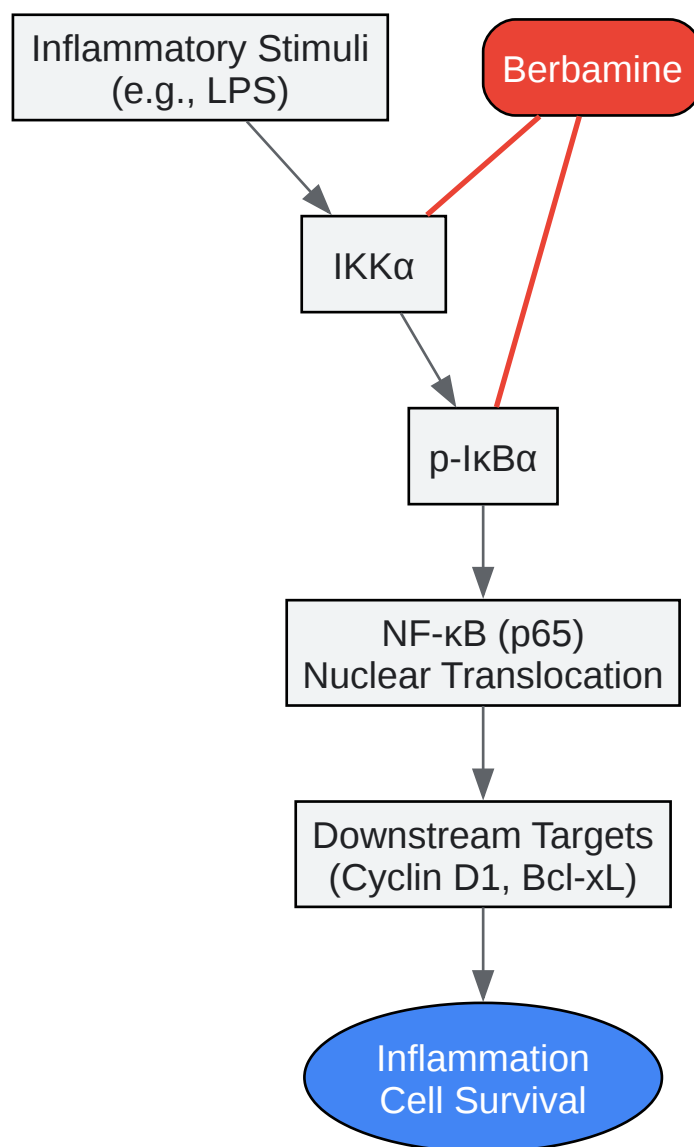 Inflammatory Stimuli
(e.g., LPS)
Berbamine
IKKα
p-IκBα
NF-κB (p65)
Nuclear Translocation
Downstream Targets
(Cyclin D1, Bcl-xL)
Inflammation
Cell Survival